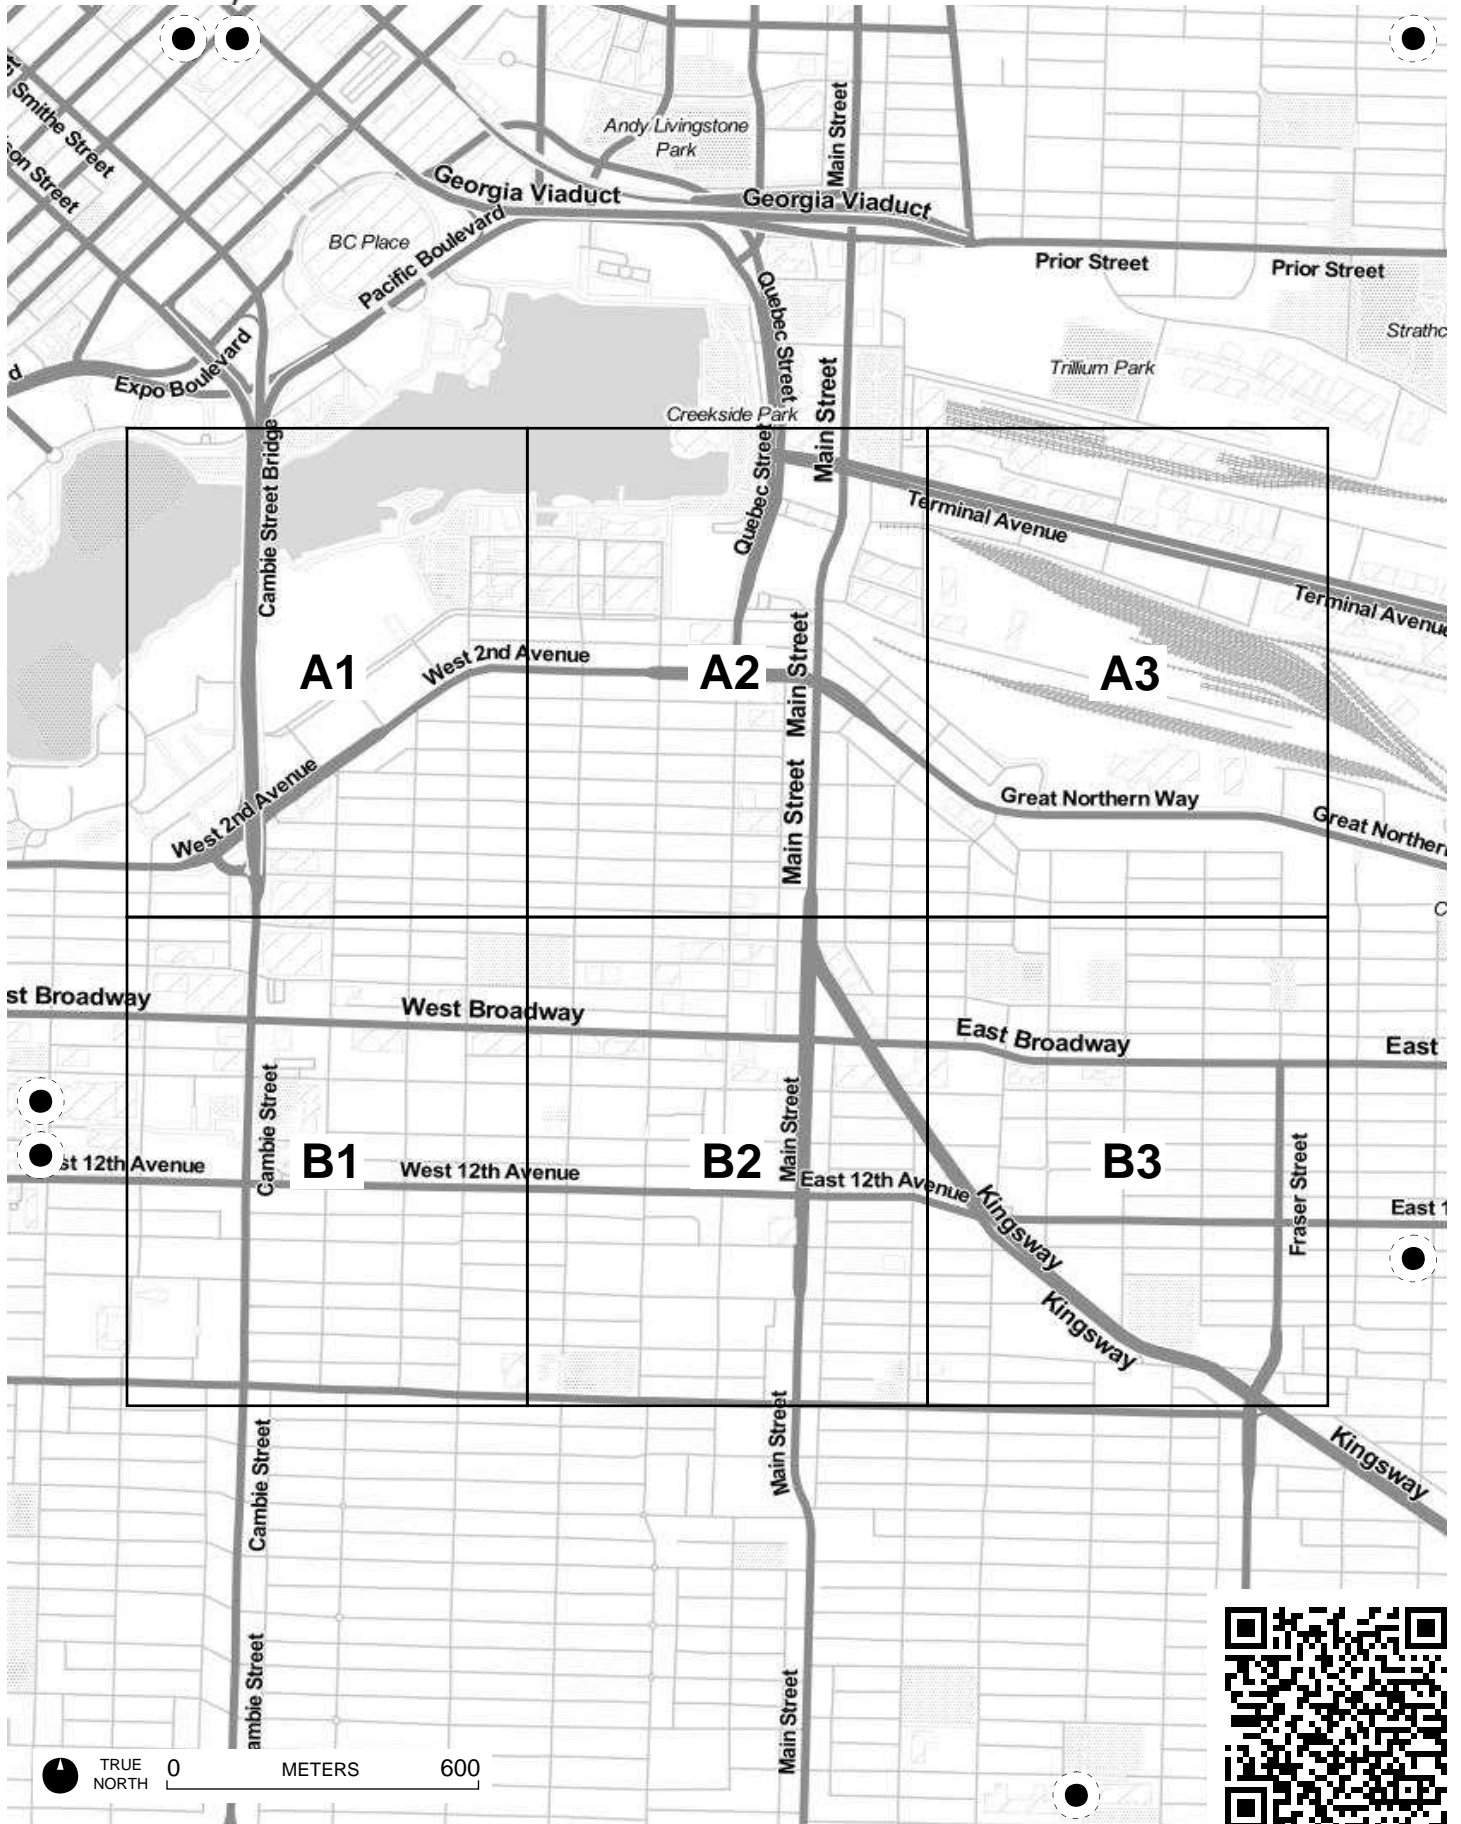 Smithe Street
son Street
Andy Livingstone
Park
Main Street
Georgia Viaduct
Georgia Viaduct
BC Place
Pacific Boulevard
Prior Street
Prior Street
Quebec Street
Strathc
Trillium Park
Expo Boulevard
d
Main Street
Creekside Park
Cambie Street Bridge
Quebec Street
Terminal Avenue
Terminal Avenue
West 2nd Avenue
Main Street
A1
A2
A3
Main Street
West 2nd Avenue
Great Northern Way
Great Northern
C
st Broadway
West Broadway
East Broadway
East
Cambie Street
Main Street
st 12th Avenue
West 12th Avenue
B1
B2
B3
East 12th Avenue
Kingsway
Fraser Street
East 1
Kingsway
Main Street
Cambie Street
Kingsway
ambie Street
Main Street
TRUE
NORTH
0 METERS 600